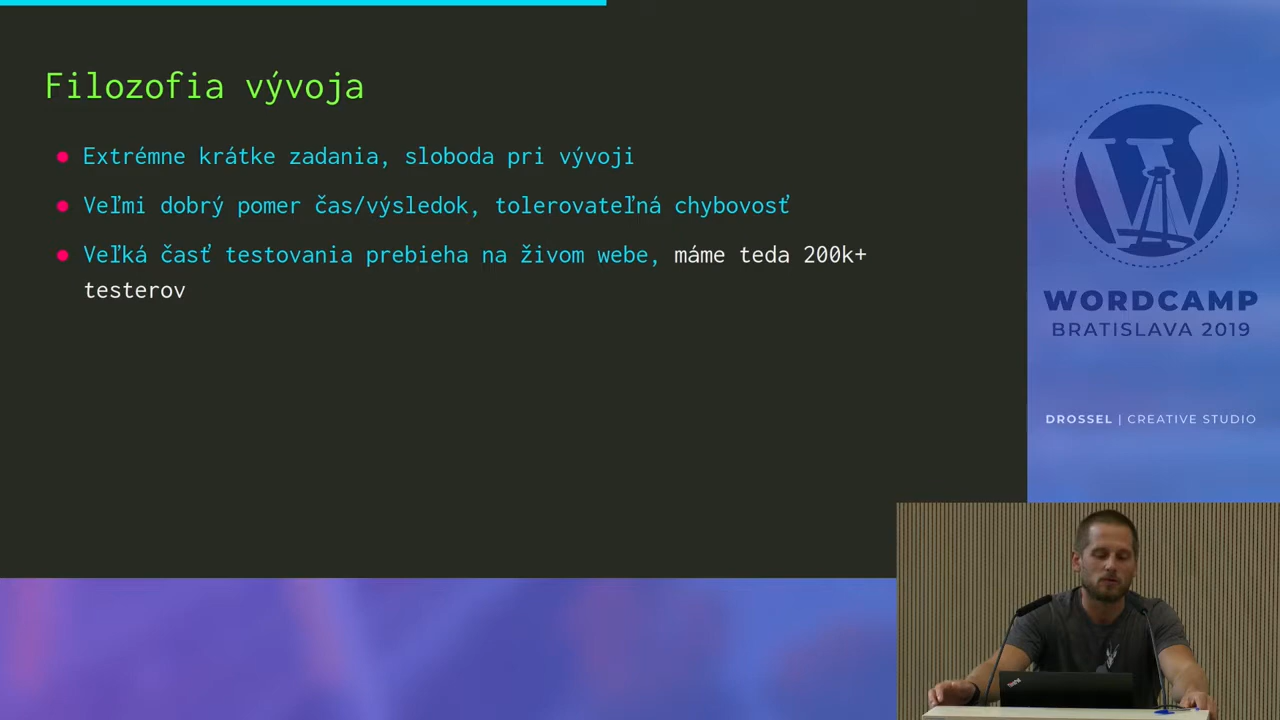 Filozofia vývoja
Extrémne krátke zadania, sloboda pri vývoji
Veľmi dobrý pomer čas/výsledok, tolerovateľná chybovosť
Veľká časť testovania prebieha na živom webe, máme teda 200k+
testerov
WORDCAMP
BRATISLAVA 2019
DROSSEL | CREATIVE STUDIO
ThinkPad